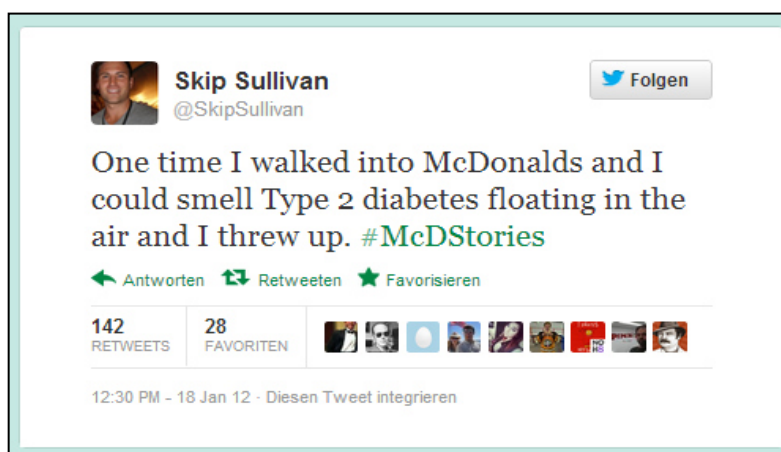 Skip Sullivan
@SkipSullivan
Folgen
One time I walked into McDonalds and I
could smell Type 2 diabetes floating in the
air and I threw up. #McDStories
Antworten Retweeten Favorisieren
142 28
RETWEETS FAVORITEN
12:30 PM - 18 Jan 12 · Diesen Tweet integrieren